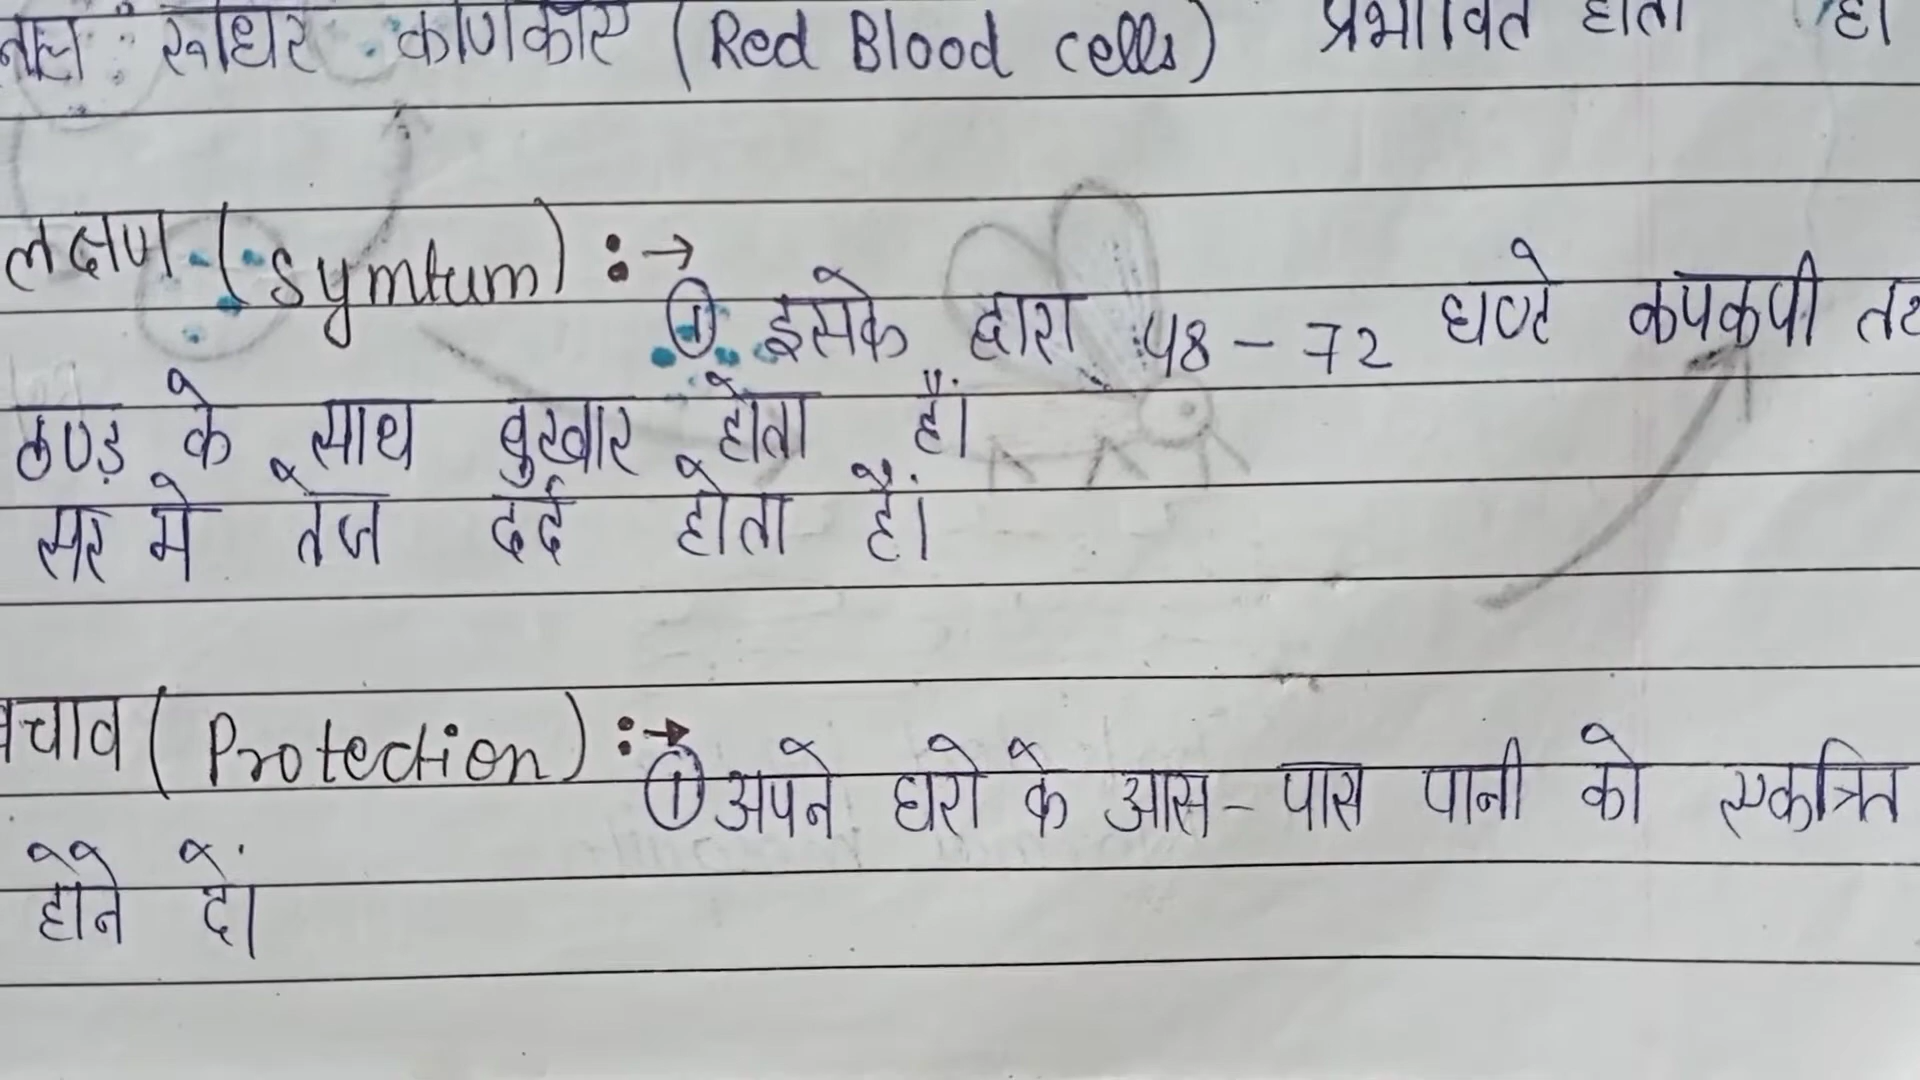 रूधिर कणिकाए (Red Blood cells) प्रभावित होता है।
लक्षण (symtum) :→
① इसके द्वारा 48-72 घण्टे कपकपी
ठण्ड़ के साथ बुखार होता हैं।
सर मे तेज दर्द होता हैं।
बचाव (Protection) :→
① अपने घरो के आस-पास पानी को एकत्रित
होने दें।